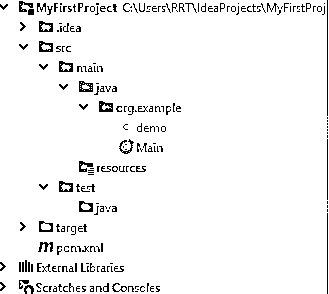 MyFirstProject C:\Users\RRT\IdeaProjects\MyFirstProj
.idea
src
main
java
org.example
demo
Main
resources
test
java
target
pom.xml
External Libraries
Scratches and Consoles